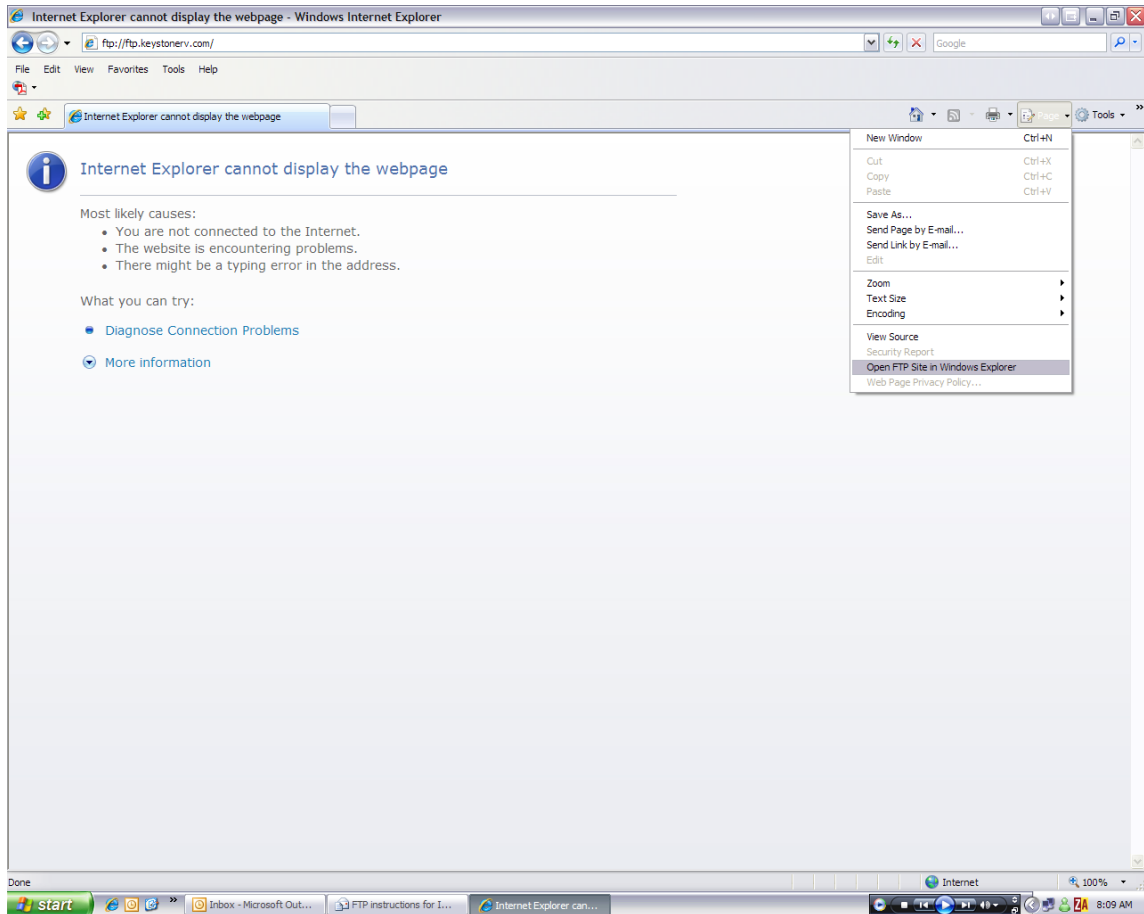 Internet Explorer cannot display the webpage - Windows Internet Explorer
ftp://ftp.keystonerv.com/
Google
File Edit View Favorites Tools Help
Internet Explorer cannot display the webpage
Page
Tools
»
New Window Ctrl+N
Cut Ctrl+X
Copy Ctrl+C
Paste Ctrl+V
Save As...
Send Page by E-mail...
Send Link by E-mail...
Edit
Zoom
Text Size
Encoding
View Source
Security Report
Open FTP Site in Windows Explorer
Web Page Privacy Policy...
Internet Explorer cannot display the webpage
Most likely causes:
• You are not connected to the Internet.
• The website is encountering problems.
• There might be a typing error in the address.
What you can try:
Diagnose Connection Problems
More information
Done
Internet
100%
start
»
Inbox - Microsoft Out...
FTP instructions for I...
Internet Explorer can...
8:09 AM